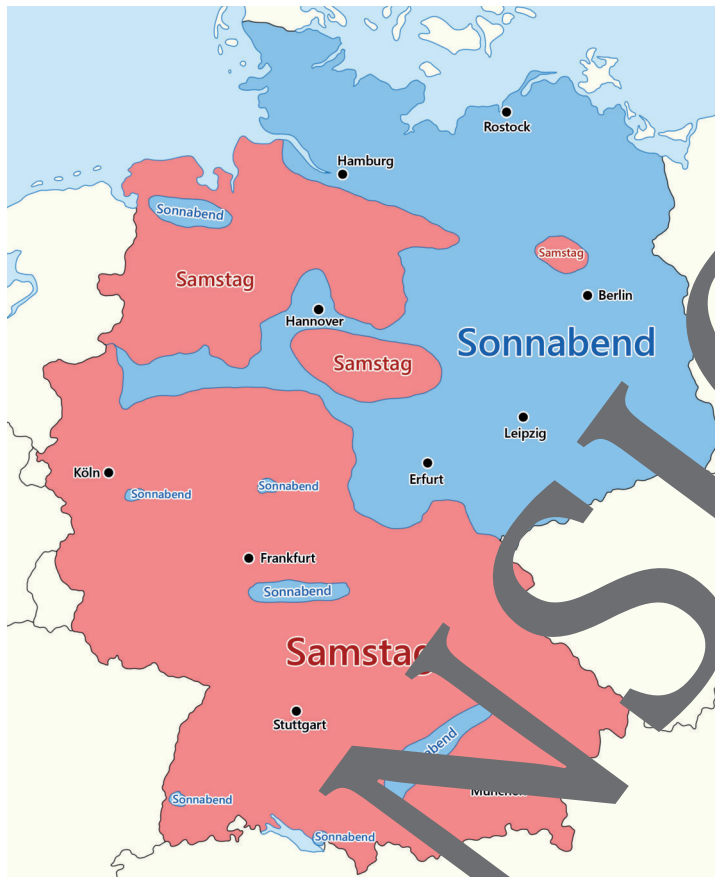 Rostock
Hamburg
Sonnabend
Samstag
Samstag
Berlin
Hannover
Sonnabend
Samstag
Leipzig
Erfurt
Köln
Sonnabend
Sonnabend
Frankfurt
Sonnabend
Samstag
Stuttgart
Sonnabend
Sonnabend